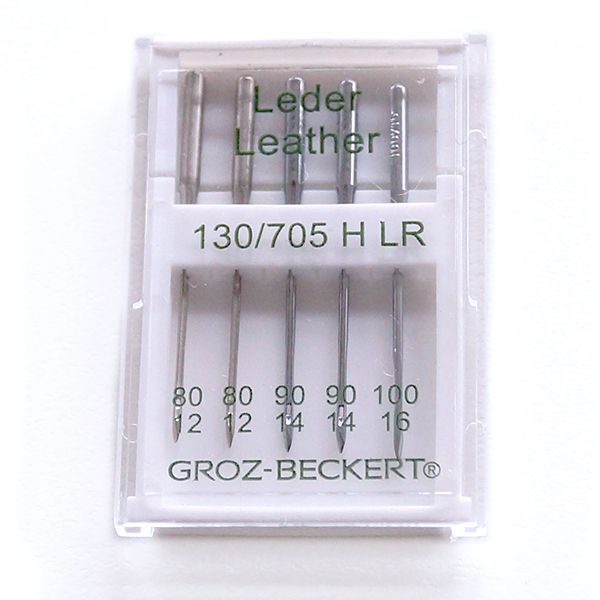 Leder
Leather
130/705 H LR
80 80 90 90 100
12 12 14 14 16
GROZ-BECKERT®